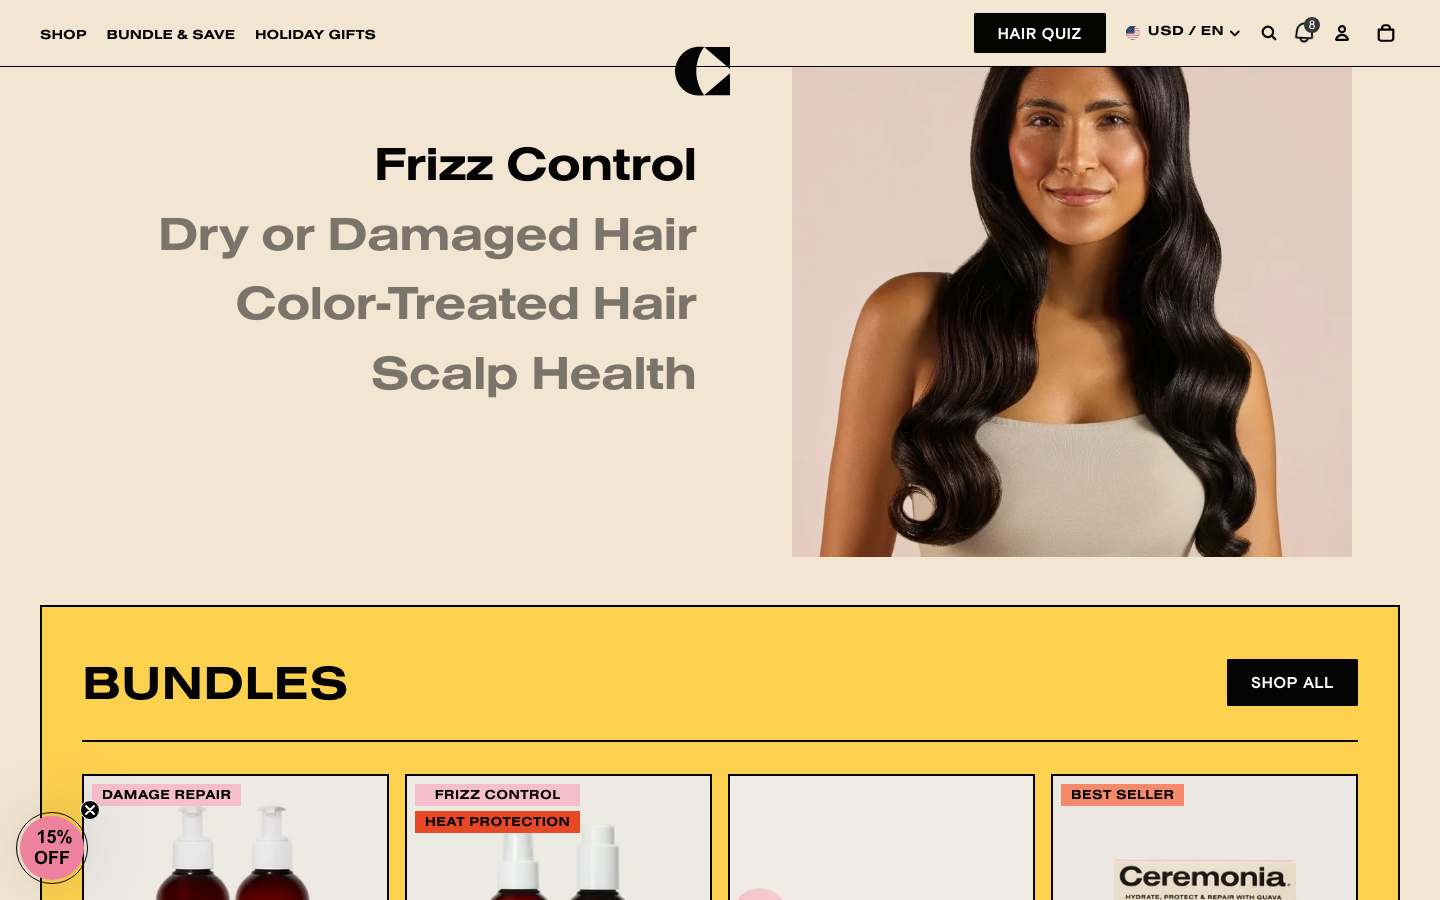 SHOP BUNDLE & SAVE HOLIDAY GIFTS
HAIR QUIZ
USD / EN
8
Frizz Control
Dry or Damaged Hair
Color-Treated Hair
Scalp Health
BUNDLES
SHOP ALL
DAMAGE REPAIR
FRIZZ CONTROL
HEAT PROTECTION
BEST SELLER
Ceremonia.
HYDRATE, PROTECT & REPAIR WITH GUAVA
15%
OFF